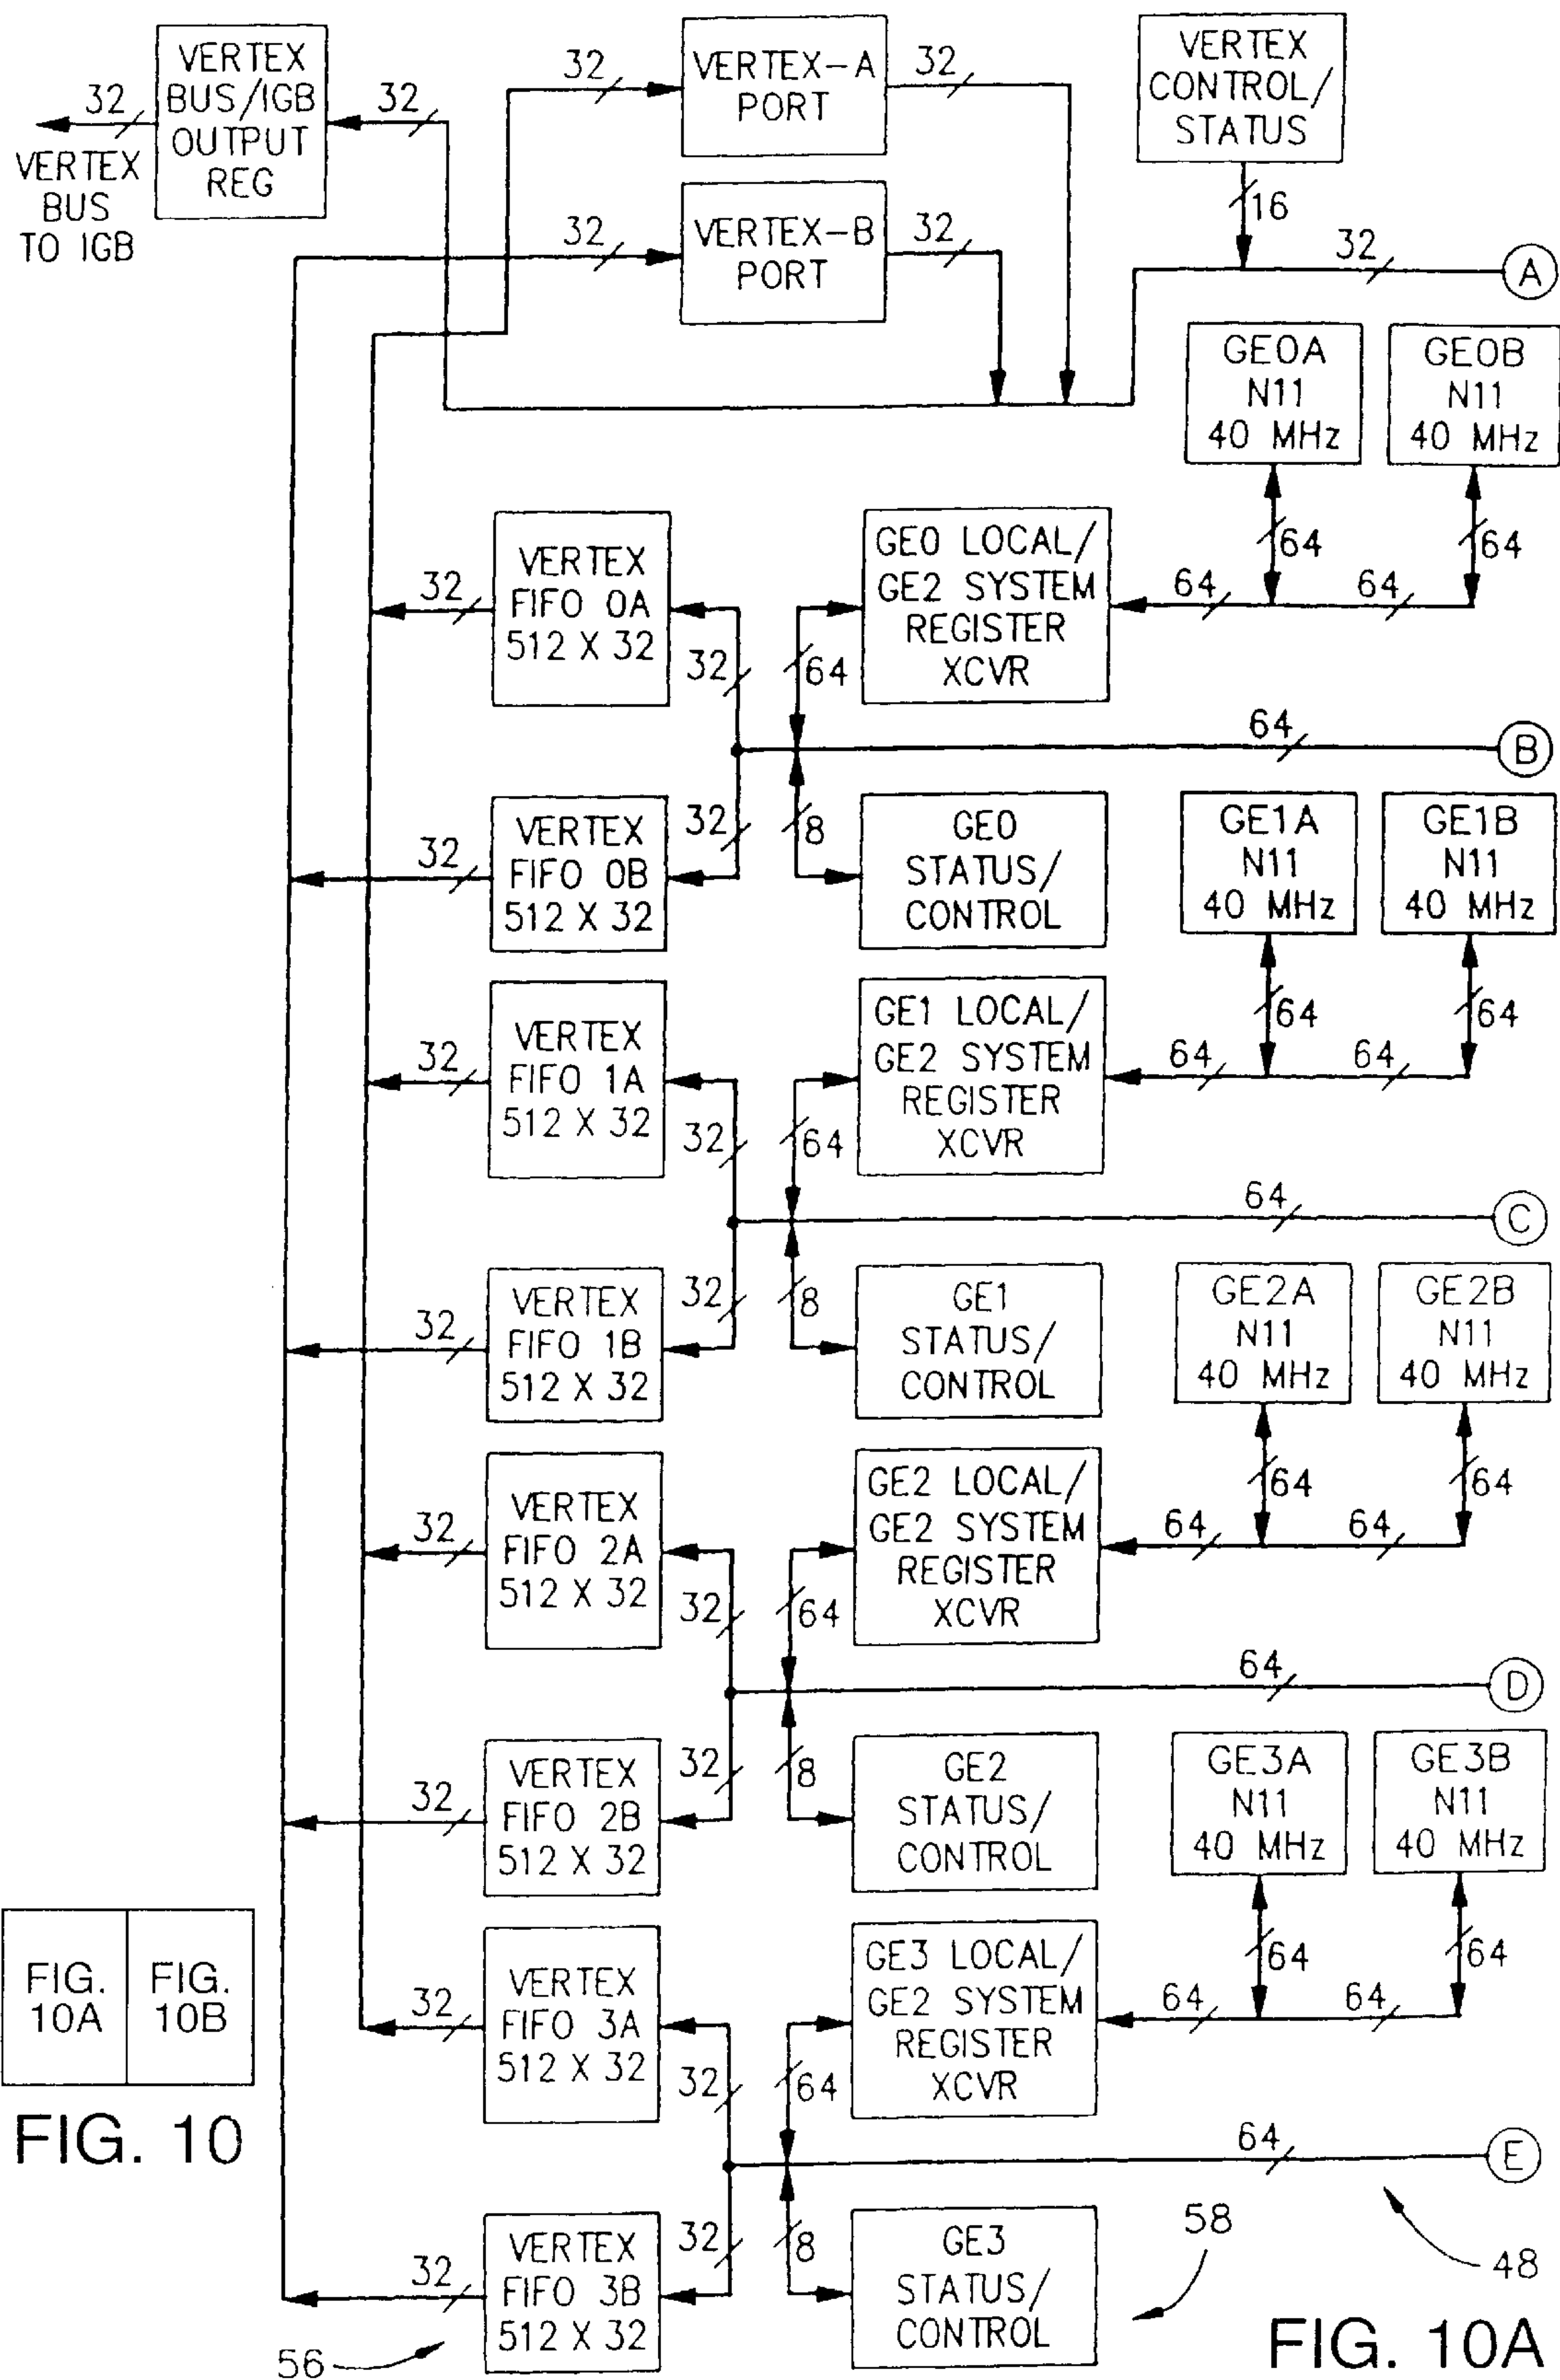 VERTEX
BUS/IGB
OUTPUT
REG
32
32
VERTEX
BUS
TO IGB
32
VERTEX-A
PORT
32
32
VERTEX-B
PORT
32
VERTEX
CONTROL/
STATUS
16
32
A
GE0A
N11
40 MHz
GE0B
N11
40 MHz
64
64
64
64
GE0 LOCAL/
GE2 SYSTEM
REGISTER
XCVR
VERTEX
FIFO 0A
512 X 32
32
32
64
64
B
VERTEX
FIFO 0B
512 X 32
32
32
8
GE0
STATUS/
CONTROL
GE1A
N11
40 MHz
GE1B
N11
40 MHz
64
64
64
64
GE1 LOCAL/
GE2 SYSTEM
REGISTER
XCVR
VERTEX
FIFO 1A
512 X 32
32
32
64
64
C
VERTEX
FIFO 1B
512 X 32
32
32
8
GE1
STATUS/
CONTROL
GE2A
N11
40 MHz
GE2B
N11
40 MHz
64
64
64
64
GE2 LOCAL/
GE2 SYSTEM
REGISTER
XCVR
VERTEX
FIFO 2A
512 X 32
32
32
64
64
D
VERTEX
FIFO 2B
512 X 32
32
32
8
GE2
STATUS/
CONTROL
GE3A
N11
40 MHz
GE3B
N11
40 MHz
64
64
64
64
GE3 LOCAL/
GE2 SYSTEM
REGISTER
XCVR
VERTEX
FIFO 3A
512 X 32
32
32
64
64
E
VERTEX
FIFO 3B
512 X 32
32
32
8
GE3
STATUS/
CONTROL
FIG.
10A
FIG.
10B
FIG. 10
56
58
48
FIG. 10A